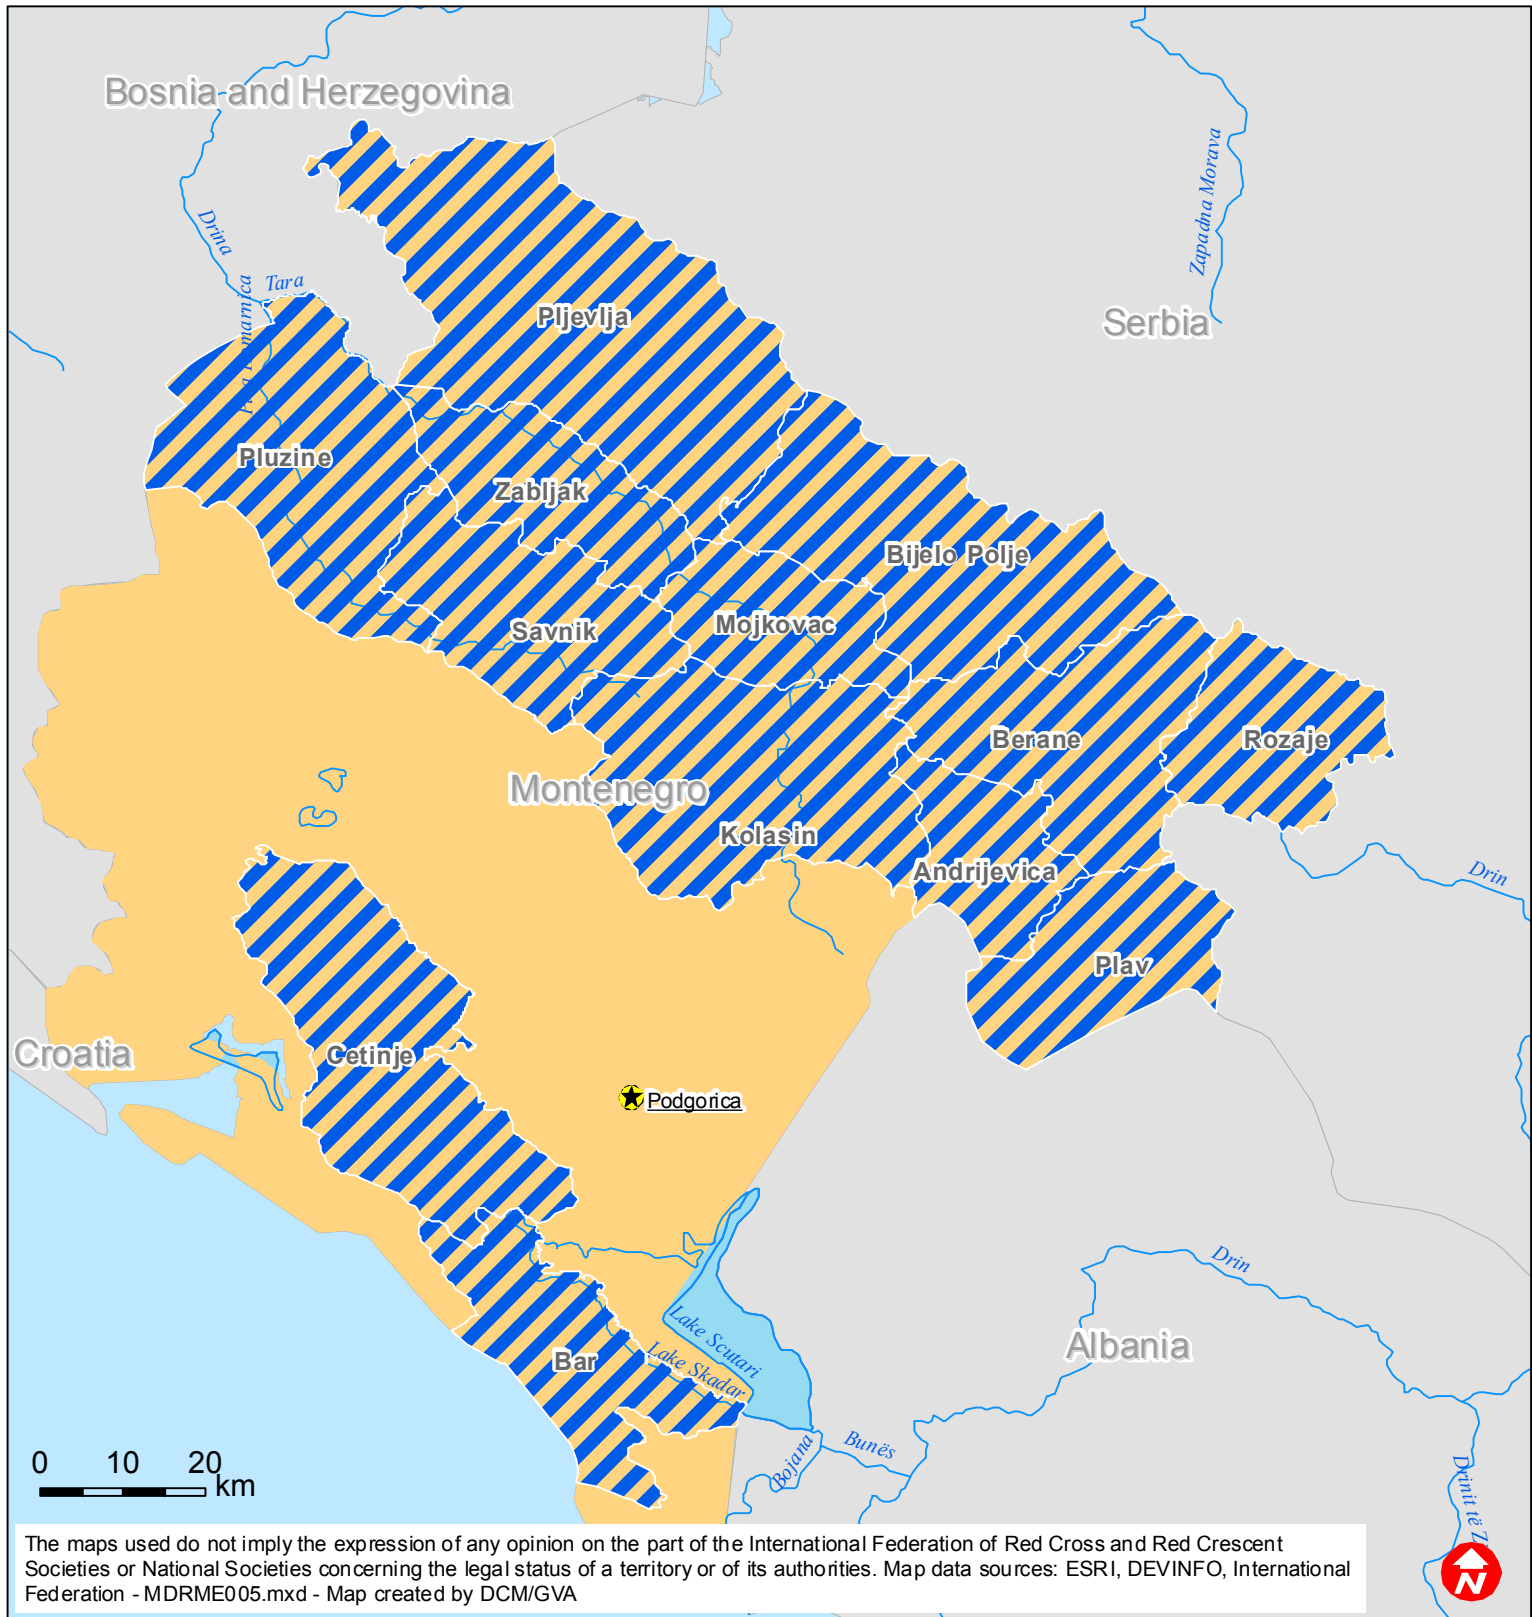 Bosnia and Herzegovina
Zapadna Morava
Drina
Tara
Pljevlja
Serbia
Pluzine
Zabljak
Bijelo Polje
Savnik
Mojkovac
Berane
Rozaje
Montenegro
Kolasin
Andrijevica
Drin
Plav
Croatia
Cetinje
Podgorica
Drin
Lake Scutari
Albania
Bar
Lake Skadar
Bunës
Bojana
Drinit të
0 10 20
km
The maps used do not imply the expression of any opinion on the part of the International Federation of Red Cross and Red Crescent
Societies or National Societies concerning the legal status of a territory or of its authorities. Map data sources: ESRI, DEVINFO, International
Federation - MDRME005.mxd - Map created by DCM/GVA
N